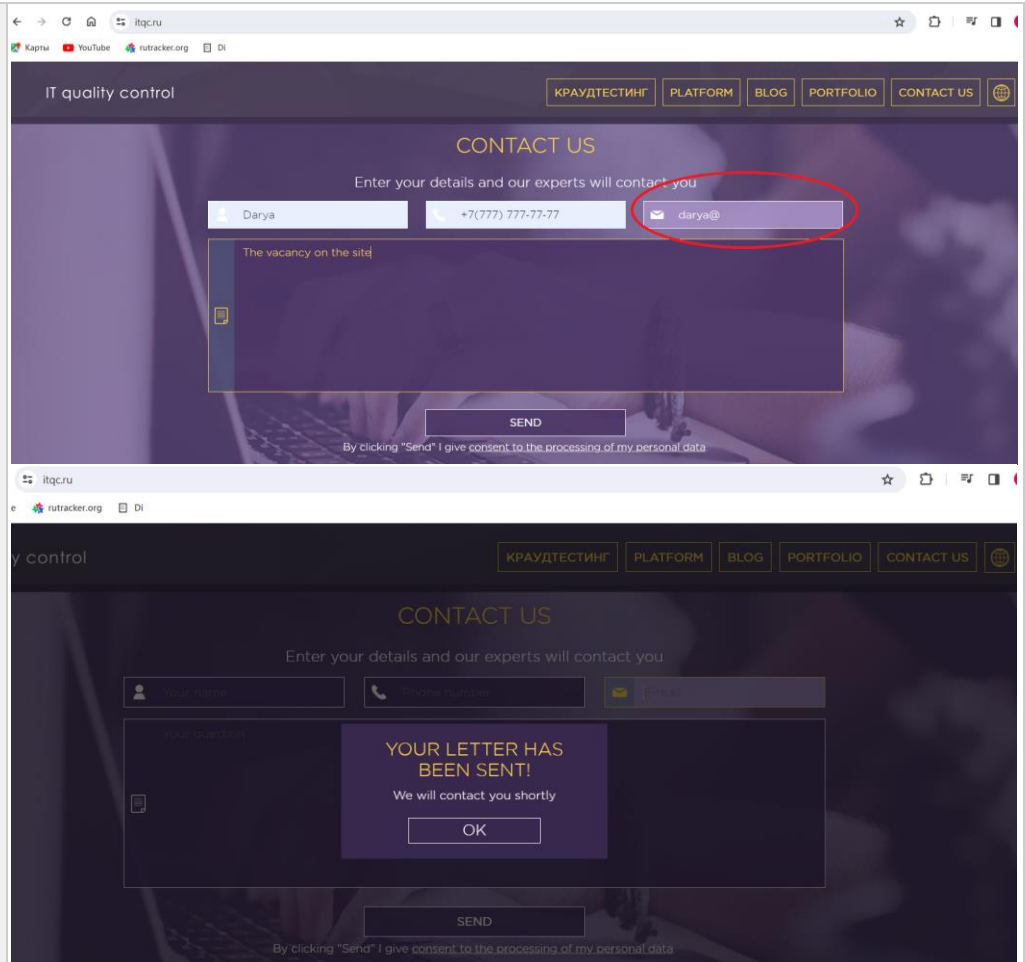 itqc.ru
Карты YouTube rutracker.org Di
IT quality control КРАУДТЕСТИНГ PLATFORM BLOG PORTFOLIO CONTACT US
CONTACT US
Enter your details and our experts will contact you
Darya +7(777) 777-77-77 darya@
The vacancy on the site
SEND
By clicking "Send" I give consent to the processing of my personal data
itqc.ru
e rutracker.org Di
y control КРАУДТЕСТИНГ PLATFORM BLOG PORTFOLIO CONTACT US
CONTACT US
Enter your details and our experts will contact you
Your name Phone number E-mail
Your question
YOUR LETTER HAS
BEEN SENT!
We will contact you shortly
OK
SEND
By clicking "Send" I give consent to the processing of my personal data